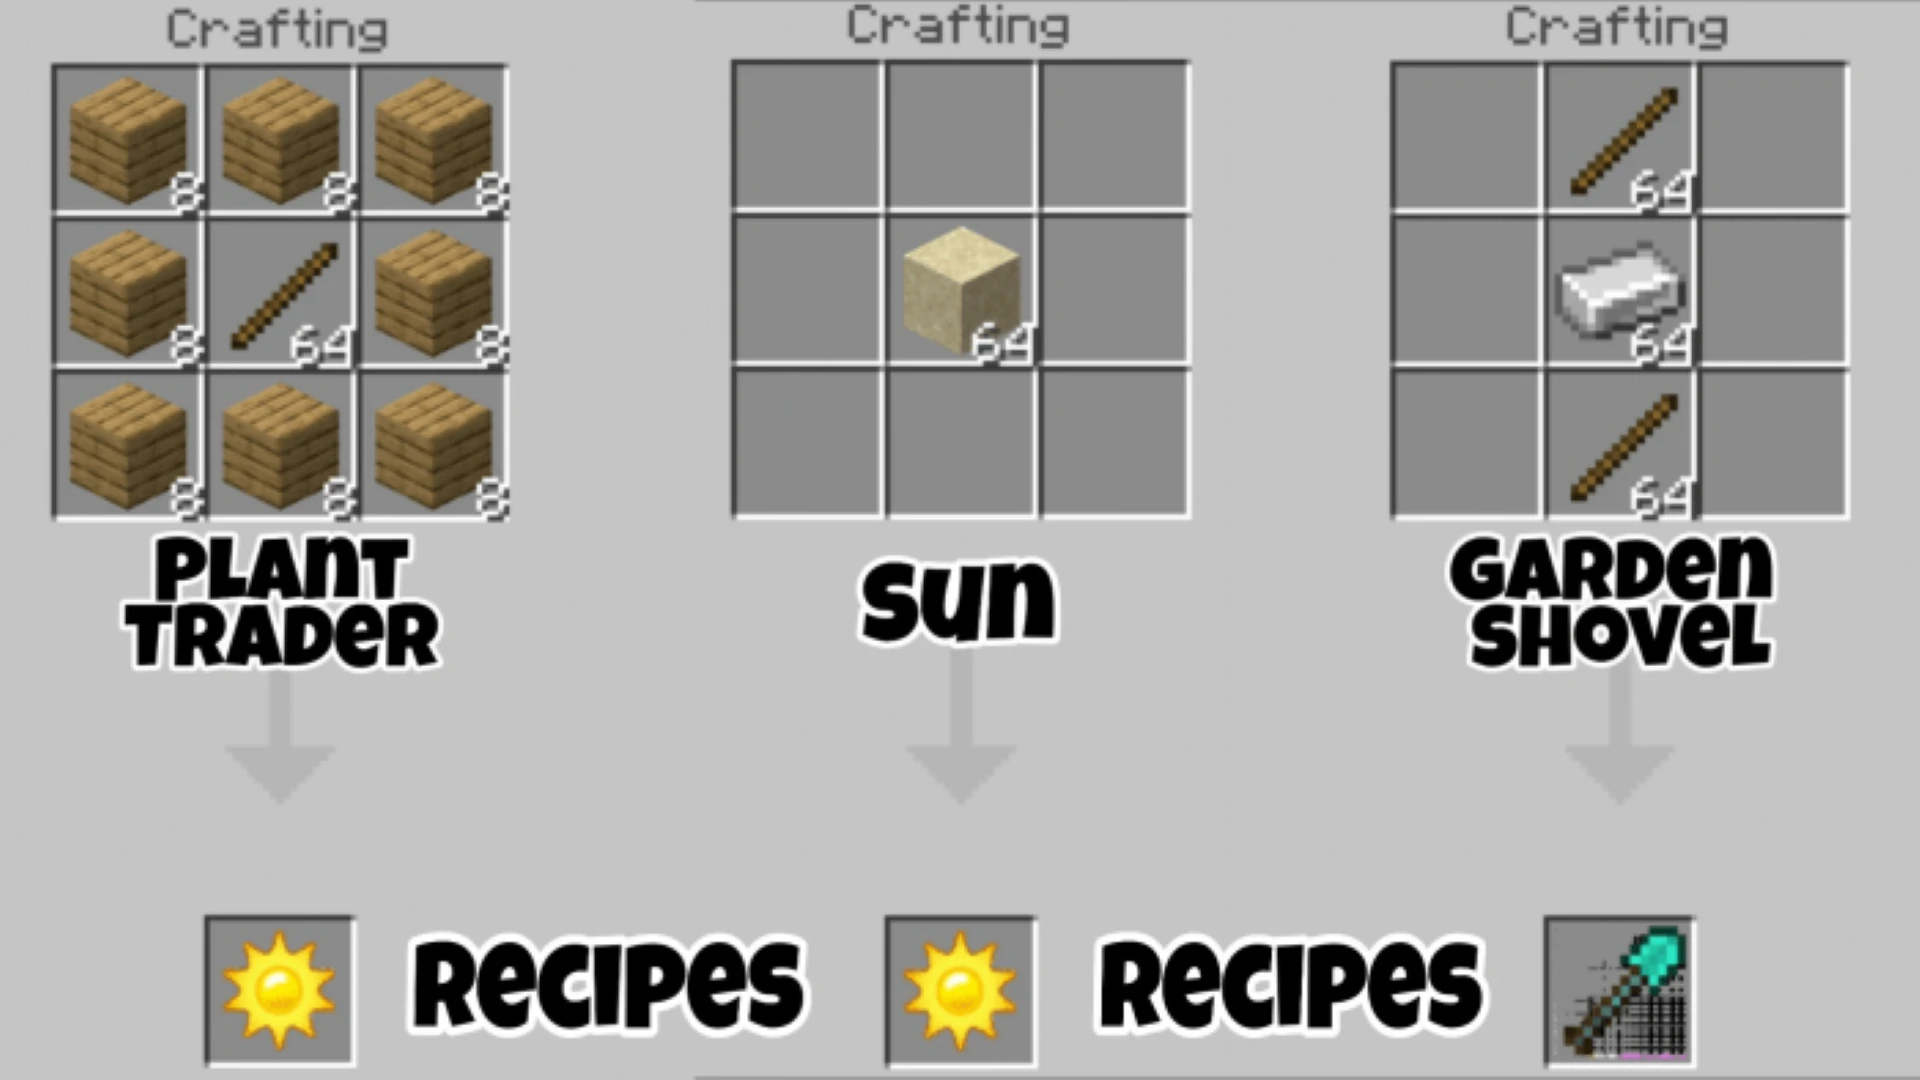 Crafting
Crafting
Crafting
8 8 8
8 64 8
8 8 8
64
64
64
64
PLANT
TRADER
SUN
GARDEN
SHOVEL
RECIPES
RECIPES